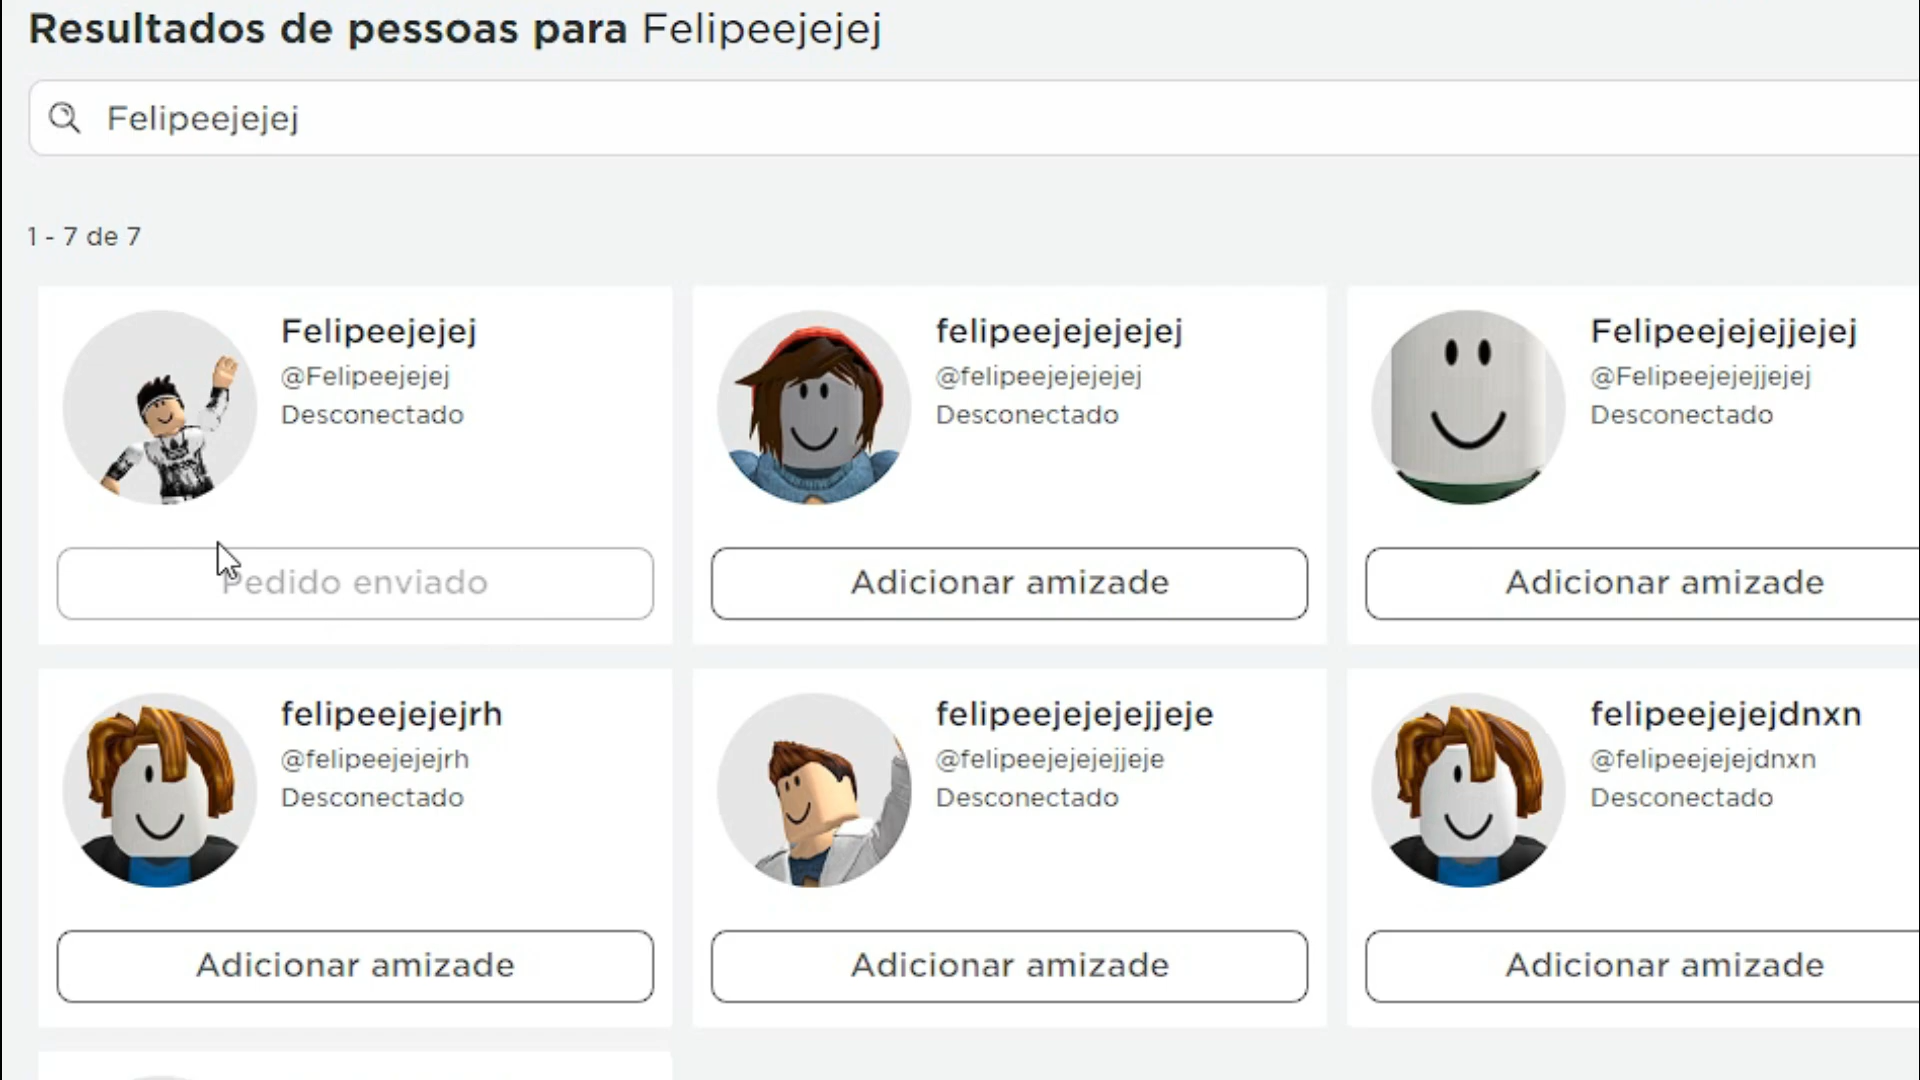 Resultados de pessoas para Felipeejejej
Felipeejejej
1 - 7 de 7
Felipeejejej
@Felipeejejej
Desconectado
Pedido enviado
felipeejejejejej
@felipeejejejejej
Desconectado
Adicionar amizade
Felipeejejejjejej
@Felipeejejejjejej
Desconectado
Adicionar amizade
felipeejejejrh
@felipeejejejrh
Desconectado
Adicionar amizade
felipeejejejejjeje
@felipeejejejejjeje
Desconectado
Adicionar amizade
felipeejejejdnxn
@felipeejejejdnxn
Desconectado
Adicionar amizade